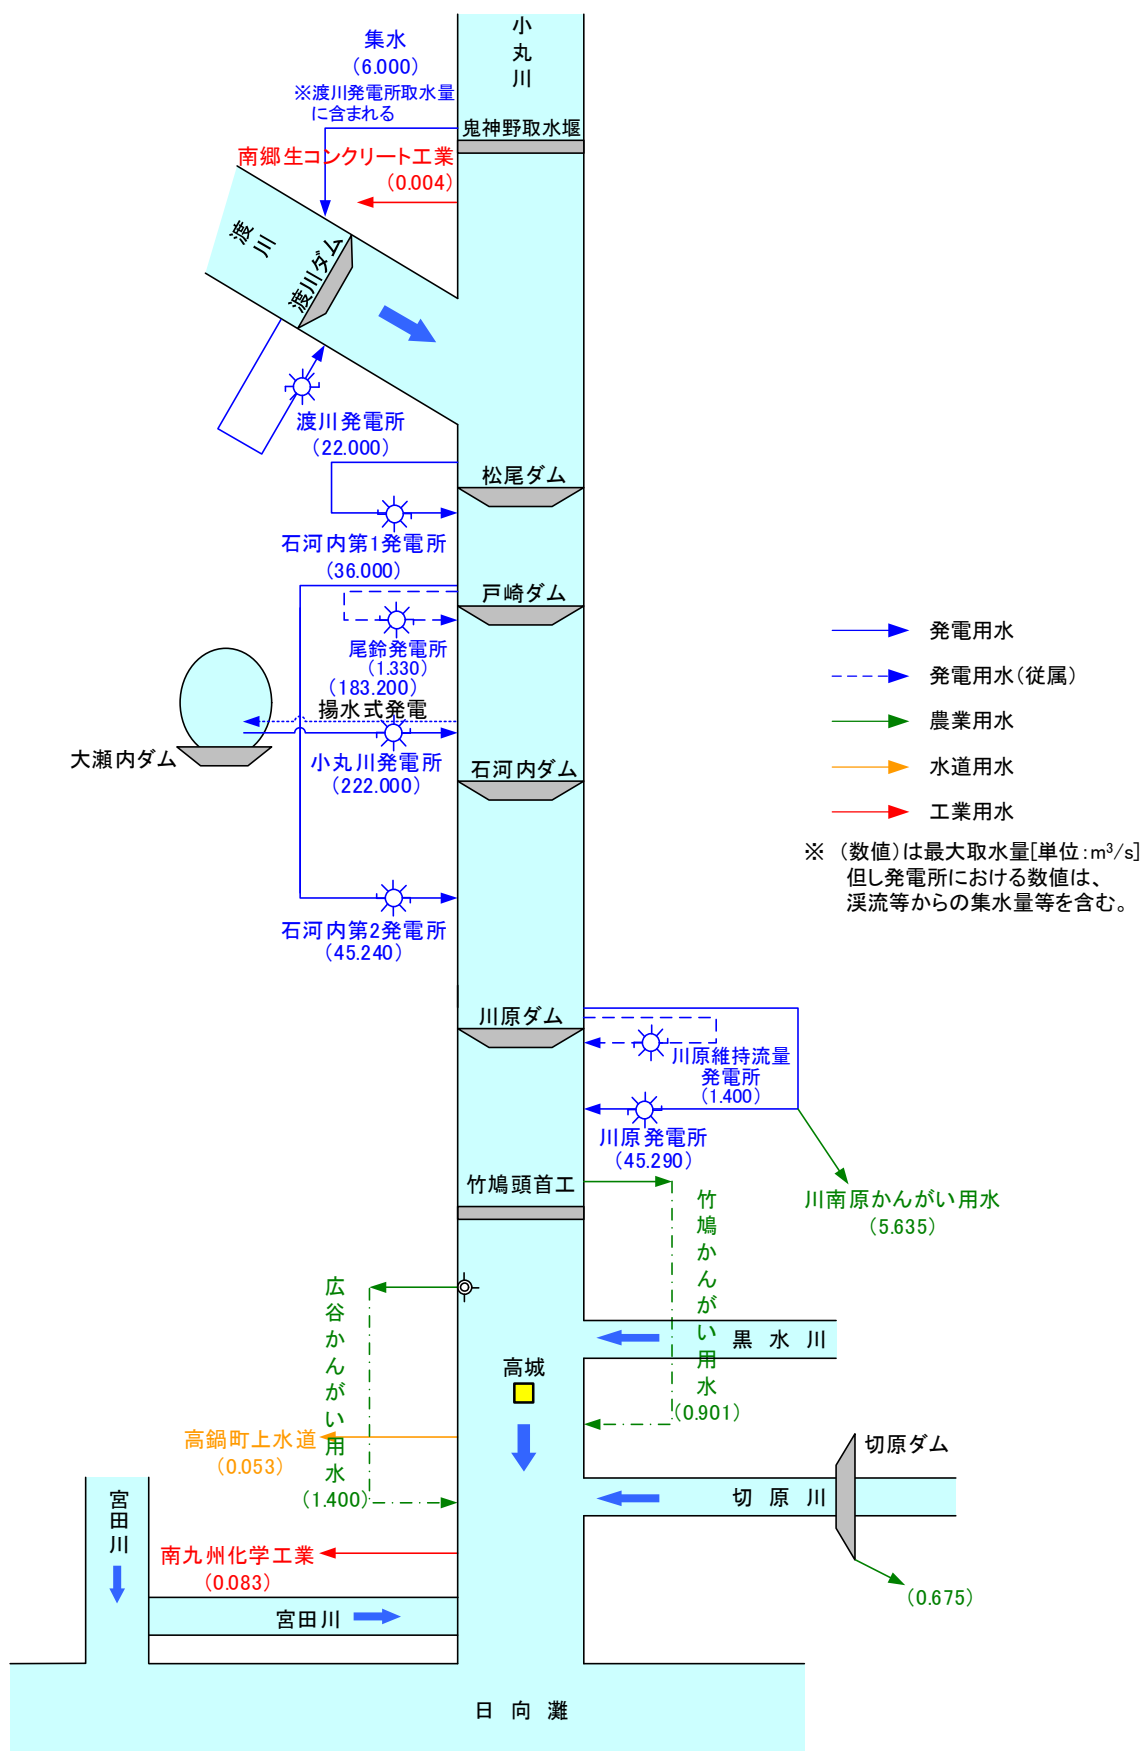 小丸川
集水
(6.000)
※渡川発電所取水量
に含まれる
鬼神野取水堰
南郷生コンクリート工業
(0.004)
渡川
渡川ダム
渡川発電所
(22.000)
松尾ダム
石河内第1発電所
(36.000)
戸崎ダム
尾鈴発電所
(1.330)
(183.200)
揚水式発電
大瀬内ダム
小丸川発電所
(222.000)
石河内ダム
石河内第2発電所
(45.240)
発電用水
発電用水(従属)
農業用水
水道用水
工業用水
※ (数値)は最大取水量[単位:m³/s]
但し発電所における数値は、
渓流等からの集水量等を含む。
川原ダム
川原維持流量
発電所
(1.400)
川原発電所
(45.290)
竹鳩頭首工
川南原かんがい用水
(5.635)
竹鳩かんがい用水
(0.901)
広谷かんがい用水
(1.400)
黒水川
高城
高鍋町上水道
(0.053)
切原ダム
切原川
(0.675)
宮田川
南九州化学工業
(0.083)
宮田川
日向灘